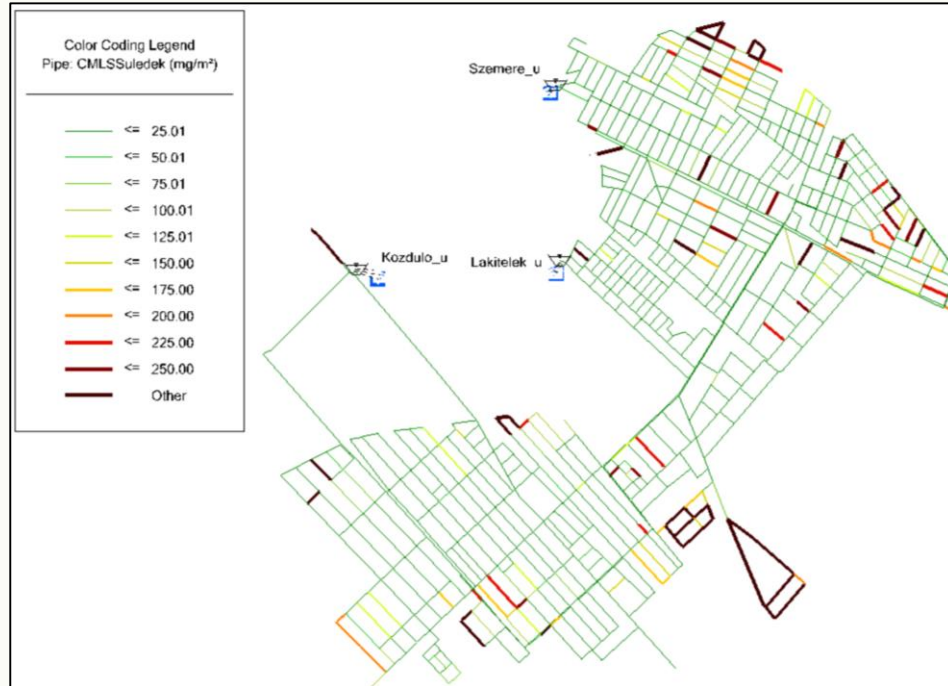 Color Coding Legend
Pipe: CMLSSuledek (mg/m²)
<= 25.01
<= 50.01
<= 75.01
<= 100.01
<= 125.01
<= 150.00
<= 175.00
<= 200.00
<= 225.00
<= 250.00
Other
Szemere_u
Kozdulo_u
Lakitelek_u